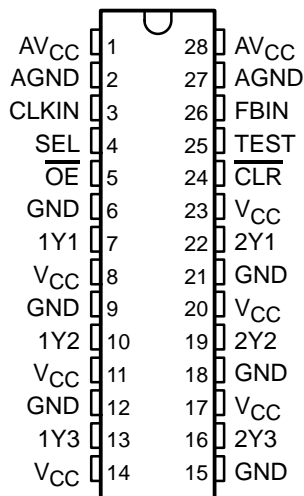 AVCC 1 28 AVCC
AGND 2 27 AGND
CLKIN 3 26 FBIN
SEL 4 25 TEST
O̅E̅ 5 24 C̅L̅R̅
GND 6 23 VCC
1Y1 7 22 2Y1
VCC 8 21 GND
GND 9 20 VCC
1Y2 10 19 2Y2
VCC 11 18 GND
GND 12 17 VCC
1Y3 13 16 2Y3
VCC 14 15 GND